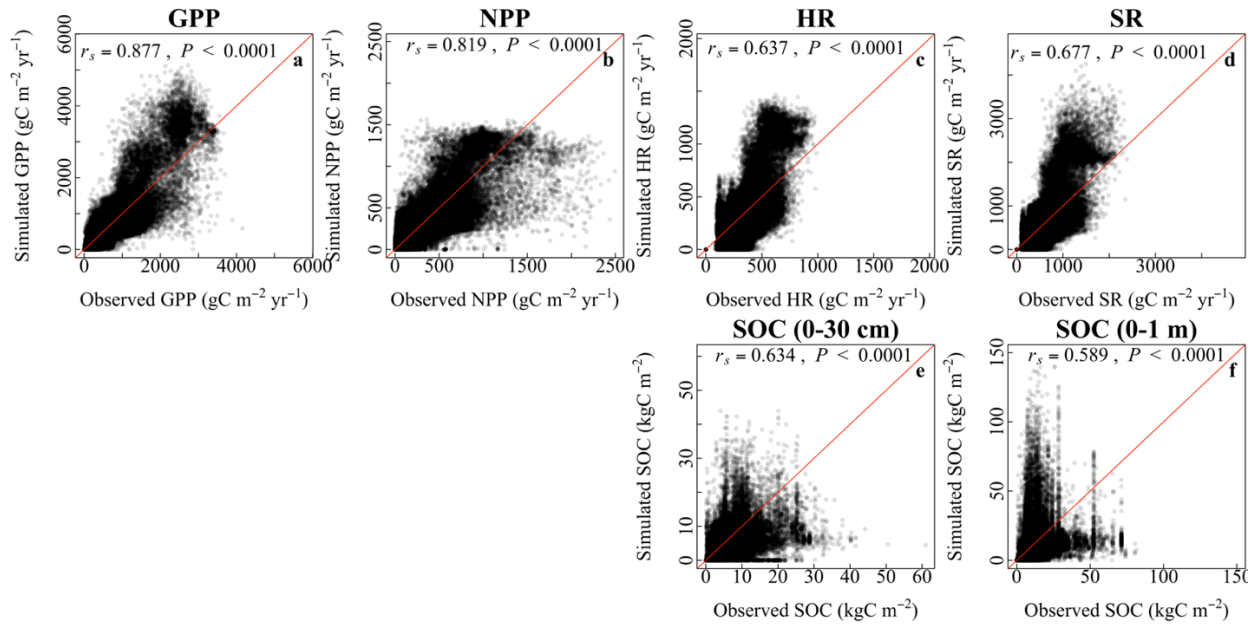 GPP
r_s = 0.877 , P < 0.0001
a
Simulated GPP (gC m⁻² yr⁻¹)
0
2000
4000
6000
0
2000
4000
6000
Observed GPP (gC m⁻² yr⁻¹)
NPP
r_s = 0.819 , P < 0.0001
b
Simulated NPP (gC m⁻² yr⁻¹)
0
500
1500
2500
0
500
1000
1500
2000
2500
Observed NPP (gC m⁻² yr⁻¹)
HR
r_s = 0.637 , P < 0.0001
c
Simulated HR (gC m⁻² yr⁻¹)
0
500
1000
2000
0
500
1000
1500
2000
Observed HR (gC m⁻² yr⁻¹)
SR
r_s = 0.677 , P < 0.0001
d
Simulated SR (gC m⁻² yr⁻¹)
0
1000
3000
0
1000
3000
Observed SR (gC m⁻² yr⁻¹)
SOC (0-30 cm)
r_s = 0.634 , P < 0.0001
e
Simulated SOC (kgC m⁻²)
0
10
30
50
0
10
20
30
40
50
60
Observed SOC (kgC m⁻²)
SOC (0-1 m)
r_s = 0.589 , P < 0.0001
f
Simulated SOC (kgC m⁻²)
0
50
100
150
0
50
100
150
Observed SOC (kgC m⁻²)